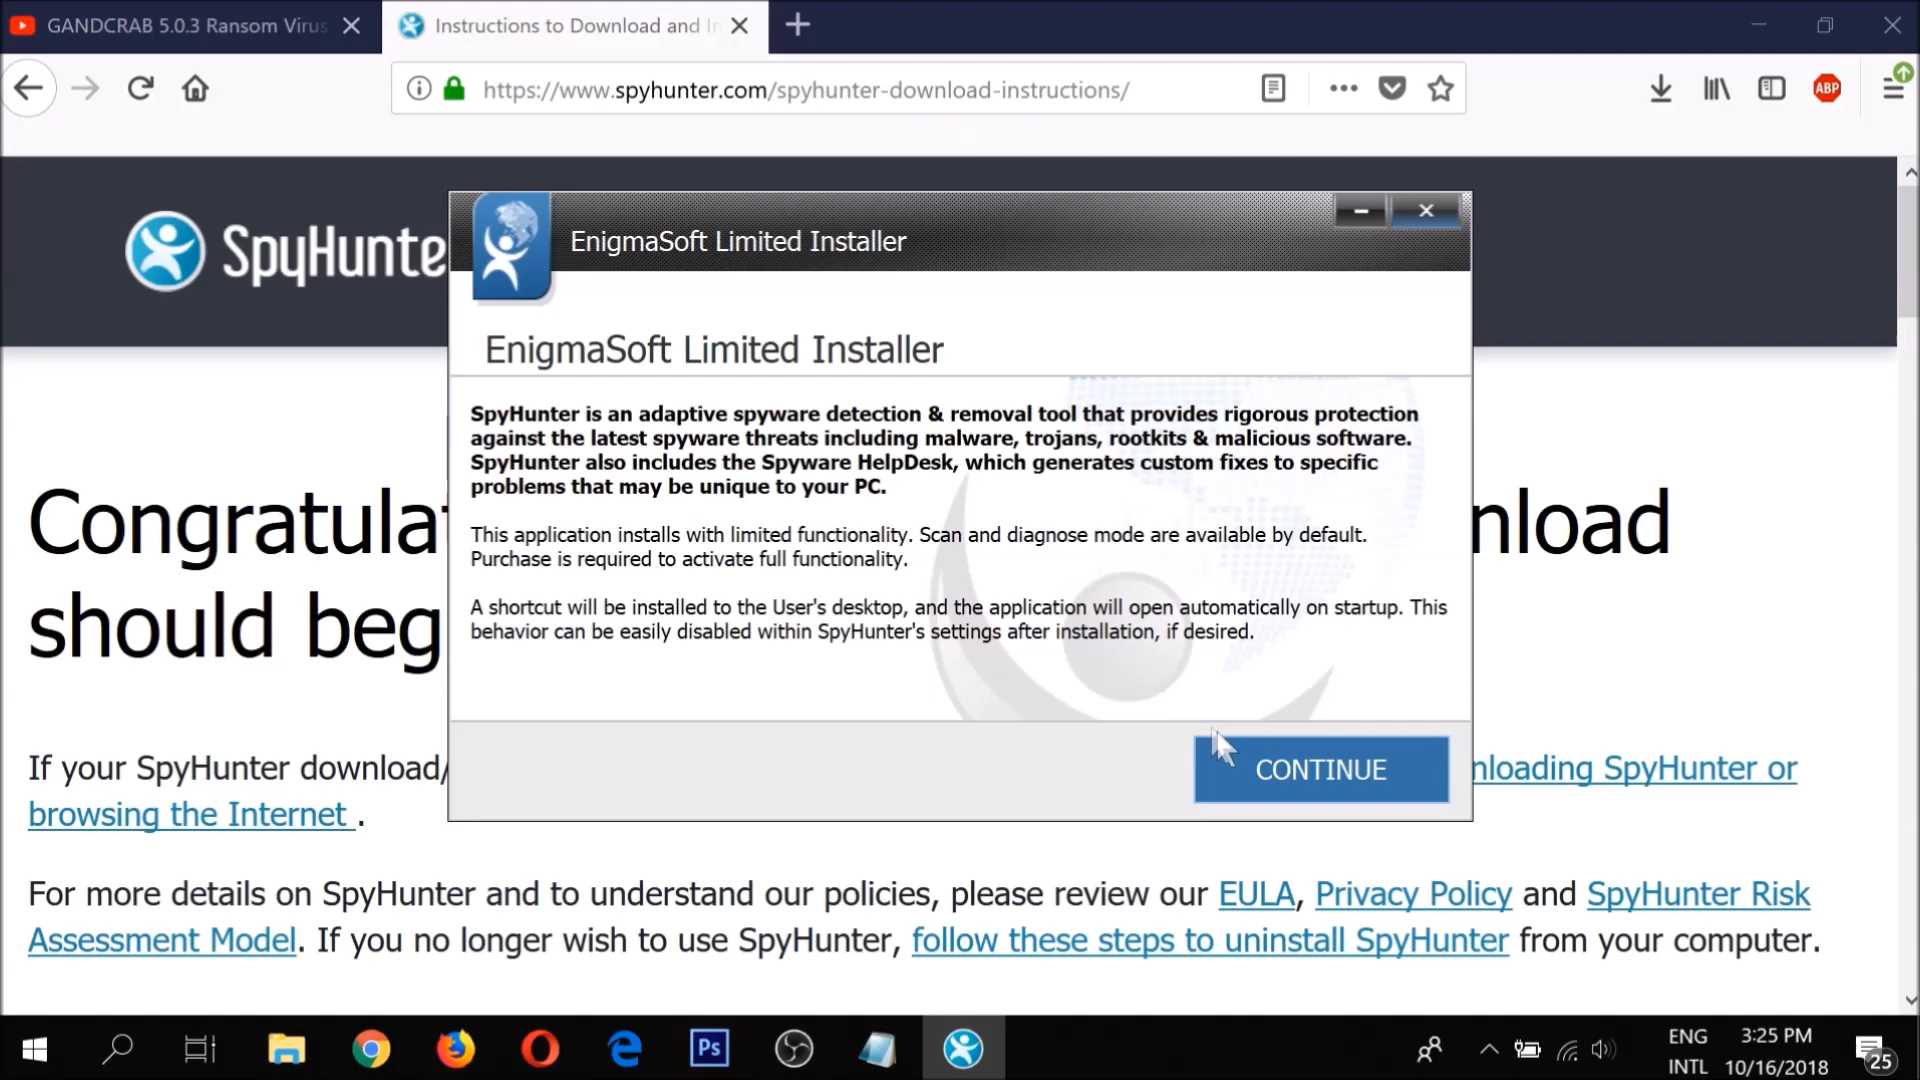 GANDCRAB 5.0.3 Ransom Virus
Instructions to Download and I
https://www.spyhunter.com/spyhunter-download-instructions/
ABP
SpyHunte
EnigmaSoft Limited Installer
EnigmaSoft Limited Installer
SpyHunter is an adaptive spyware detection & removal tool that provides rigorous protection
against the latest spyware threats including malware, trojans, rootkits & malicious software.
SpyHunter also includes the Spyware HelpDesk, which generates custom fixes to specific
problems that may be unique to your PC.
This application installs with limited functionality. Scan and diagnose mode are available by default.
Purchase is required to activate full functionality.
A shortcut will be installed to the User's desktop, and the application will open automatically on startup. This
behavior can be easily disabled within SpyHunter's settings after installation, if desired.
CONTINUE
Congratulat nload
should beg
If your SpyHunter download/ nloading SpyHunter or
browsing the Internet .
For more details on SpyHunter and to understand our policies, please review our EULA, Privacy Policy and SpyHunter Risk
Assessment Model. If you no longer wish to use SpyHunter, follow these steps to uninstall SpyHunter from your computer.
Ps
ENG
INTL
3:25 PM
10/16/2018
25